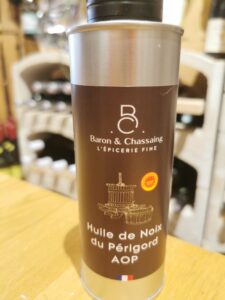 BC
Baron & Chassaing
L'ÉPICERIE FINE
Huile de Noix
du Périgord
AOP